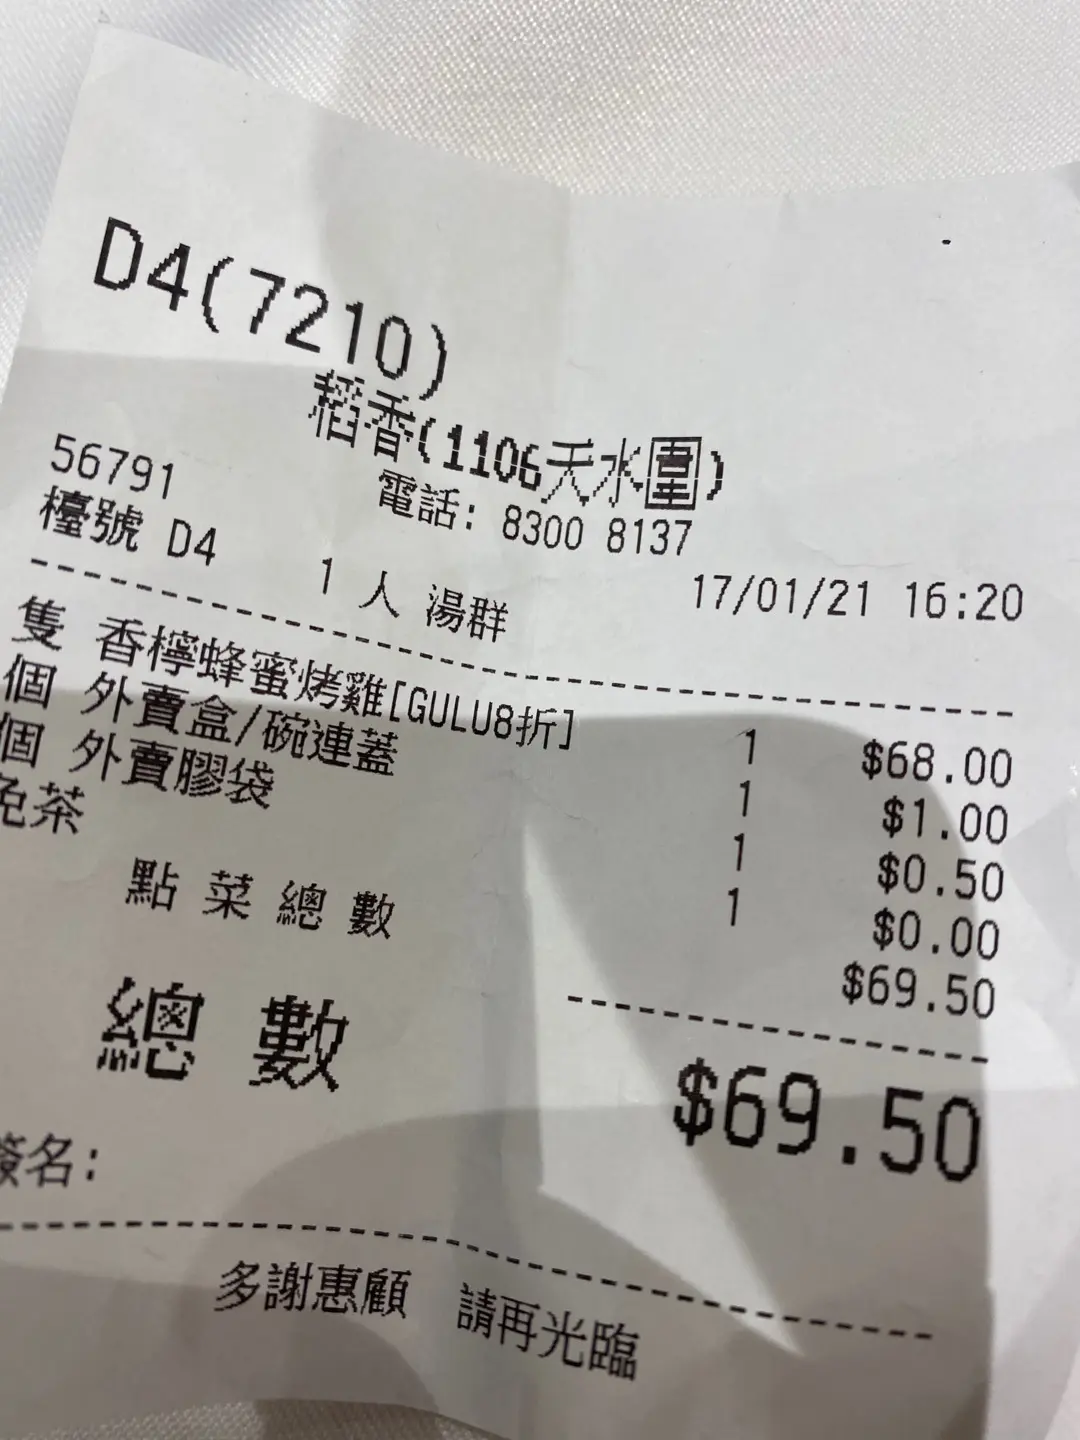 D4(7210)
稻香(1106天水圍)
電話: 8300 8137
56791
檯號 D4
1 人 湯群
17/01/21 16:20
隻 香檸蜂蜜烤雞[GULU8折] 1 $68.00
個 外賣盒/碗連蓋 1 $1.00
個 外賣膠袋 1 $0.50
免茶 1 $0.00
點菜總數 $69.50
總數 $69.50
簽名:
多謝惠顧 請再光臨